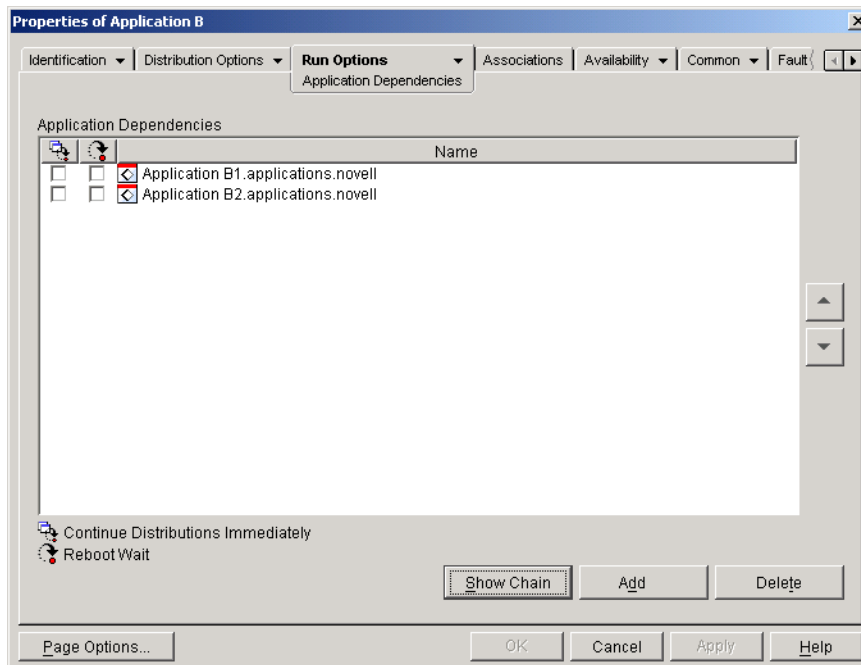 Properties of Application B
Identification Distribution Options Run Options Associations Availability Common Fault
Application Dependencies
Application Dependencies
Name
Application B1.applications.novell
Application B2.applications.novell
Continue Distributions Immediately
Reboot Wait
Show Chain Add Delete
Page Options... OK Cancel Apply Help